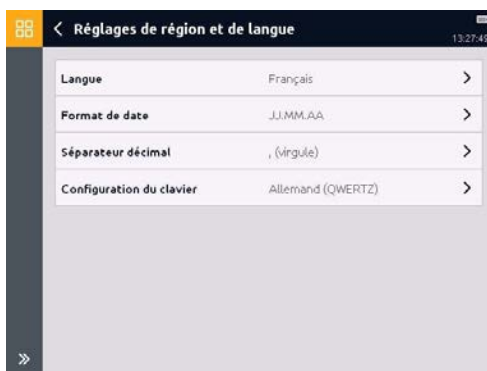 Réglages de région et de langue
13:27:49
Langue Français
Format de date JJ.MM.AA
Séparateur décimal , (virgule)
Configuration du clavier Allemand (QWERTZ)